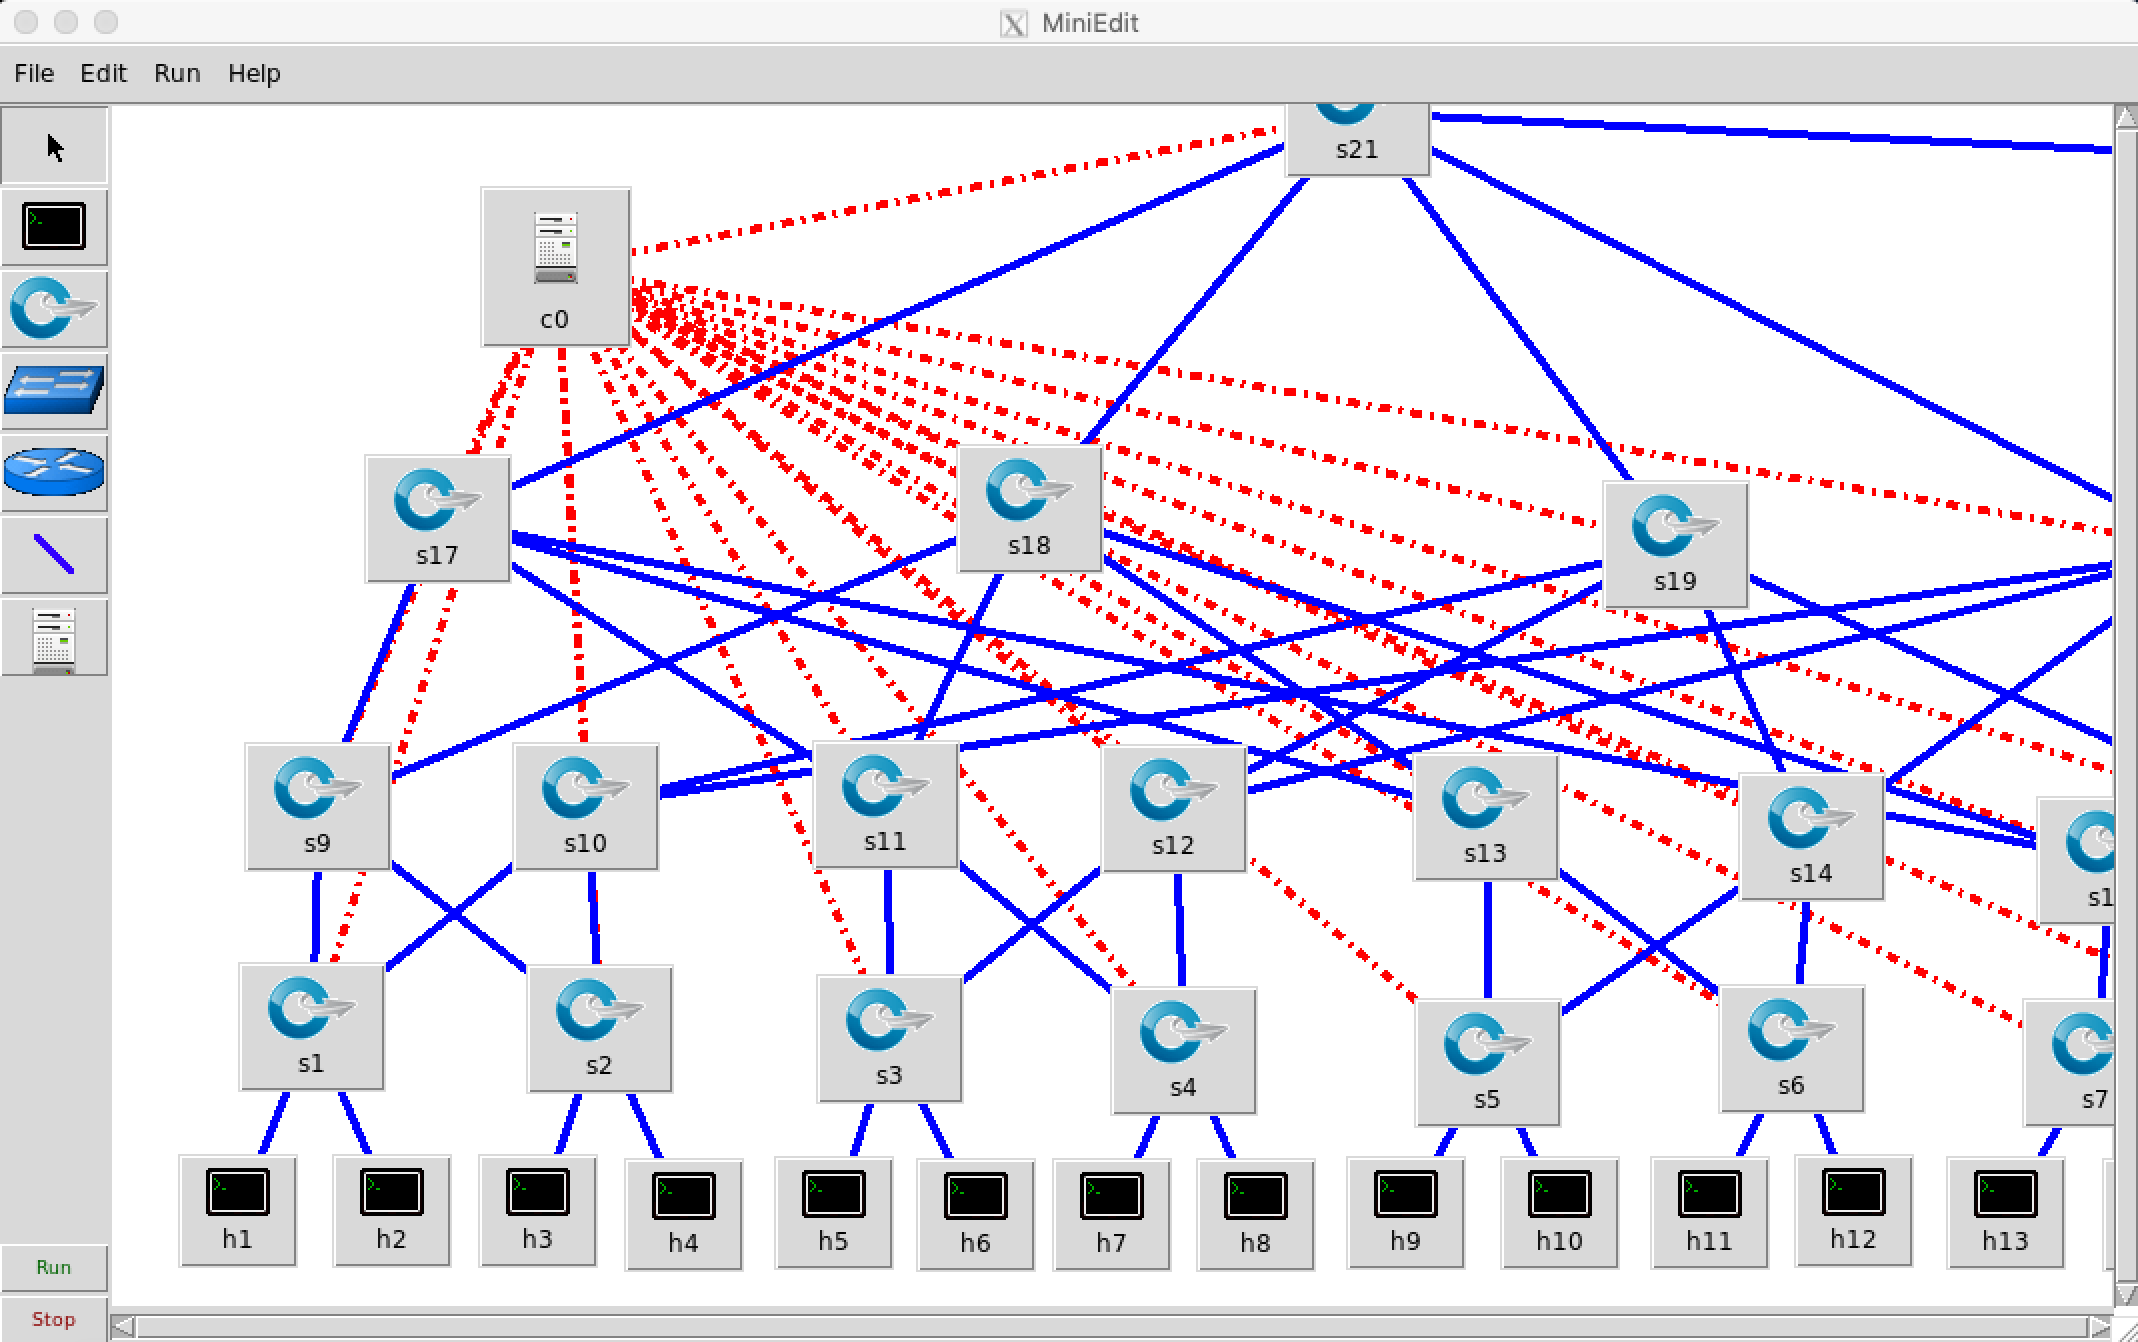 MiniEdit
File Edit Run Help
s21
c0
s17
s18
s19
s9
s10
s11
s12
s13
s14
s1
s2
s3
s4
s5
s6
s7
h1
h2
h3
h4
h5
h6
h7
h8
h9
h10
h11
h12
h13
Run
Stop